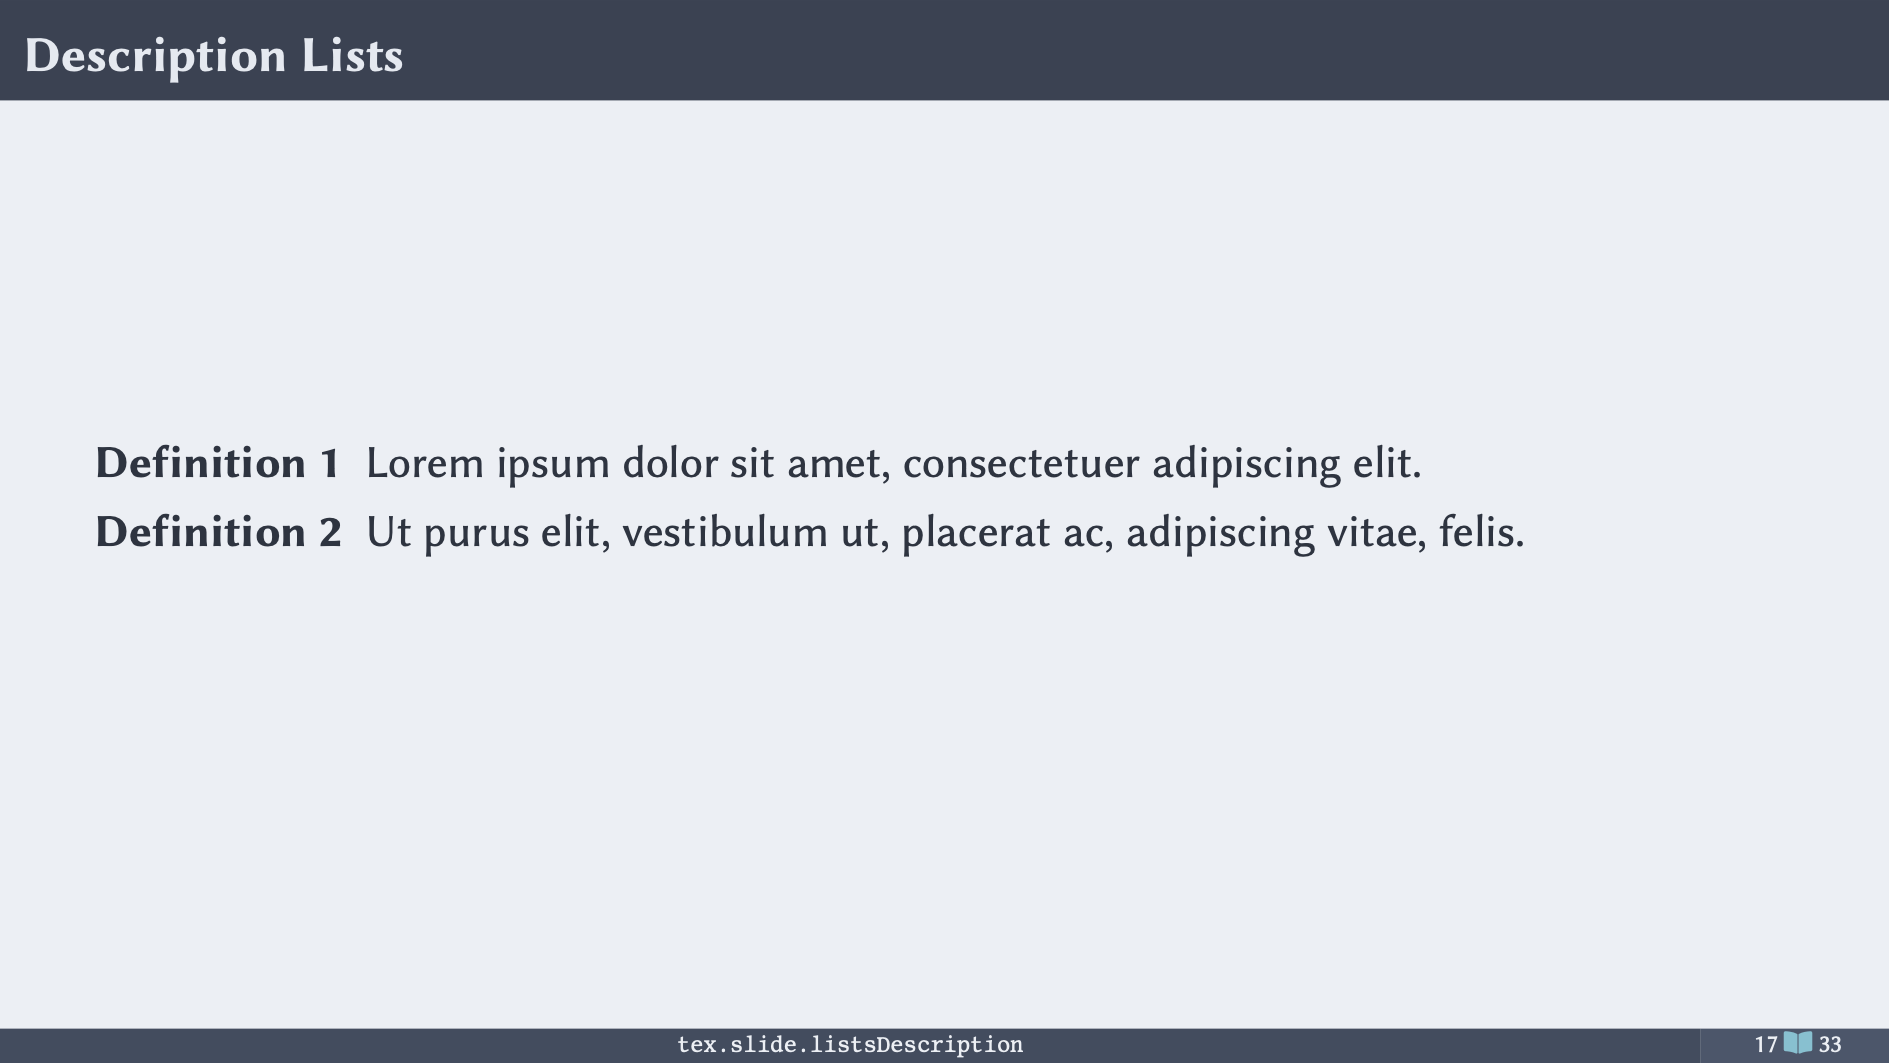 Description Lists
Definition 1 Lorem ipsum dolor sit amet, consectetuer adipiscing elit.
Definition 2 Ut purus elit, vestibulum ut, placerat ac, adipiscing vitae, felis.
tex.slide.listsDescription
17 33